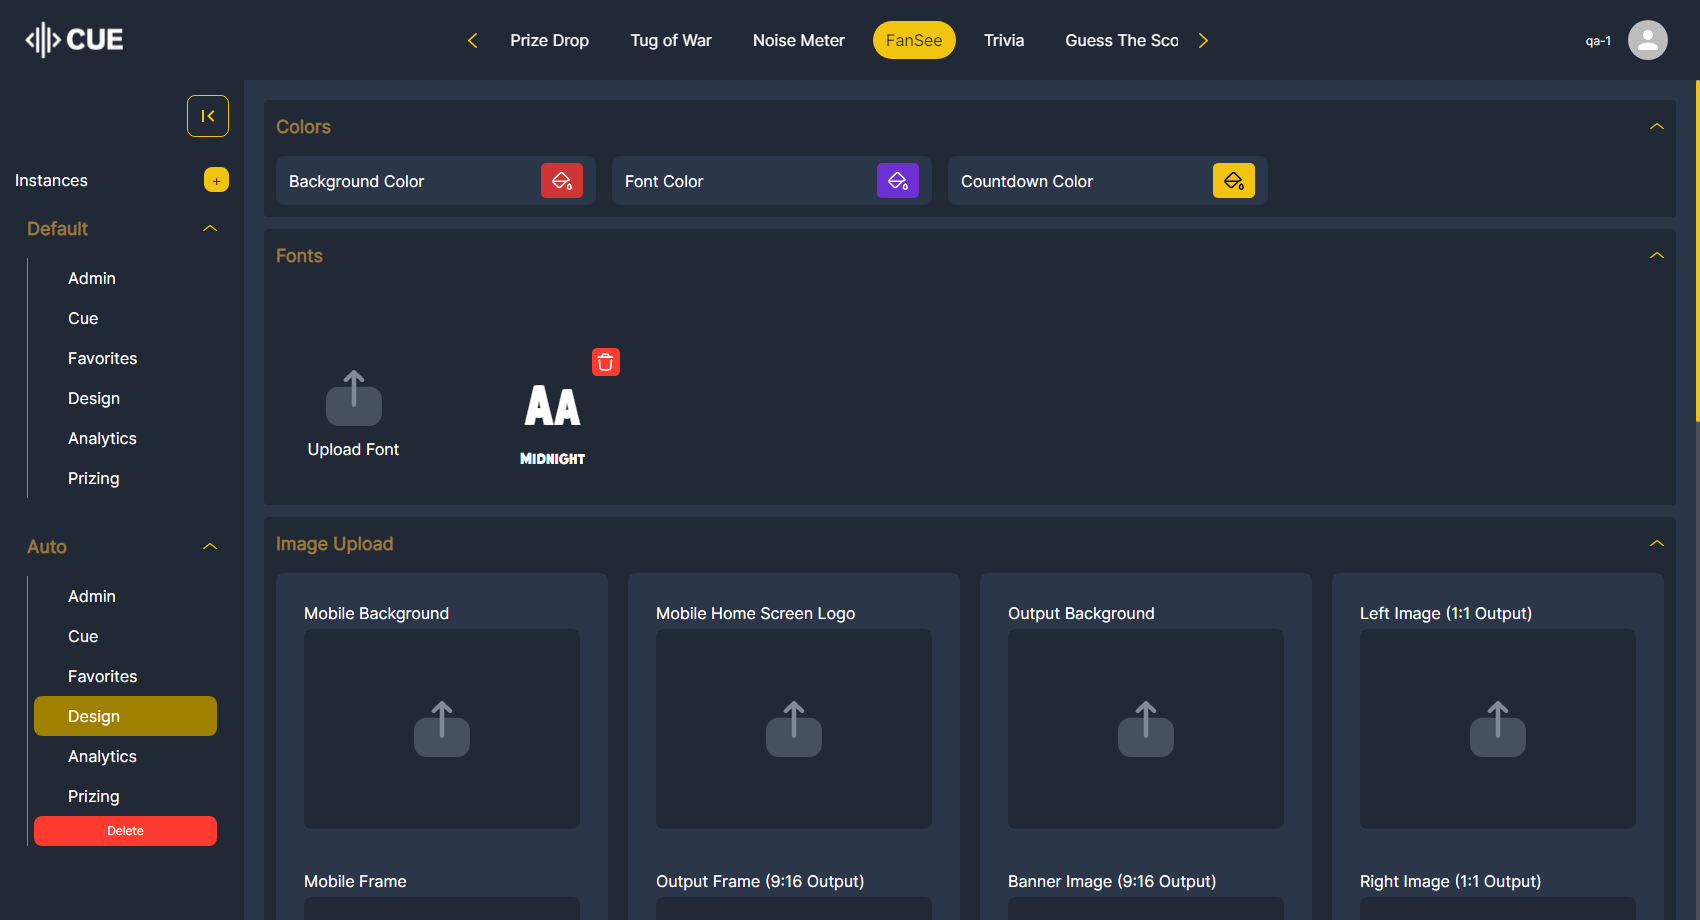 CUE
Prize Drop
Tug of War
Noise Meter
FanSee
Trivia
Guess The Sco
qa-1
Instances
+
Default
Admin
Cue
Favorites
Design
Analytics
Prizing
Auto
Admin
Cue
Favorites
Design
Analytics
Prizing
Delete
Colors
Background Color
Font Color
Countdown Color
Fonts
Upload Font
AA
MIDNIGHT
Image Upload
Mobile Background
Mobile Home Screen Logo
Output Background
Left Image (1:1 Output)
Mobile Frame
Output Frame (9:16 Output)
Banner Image (9:16 Output)
Right Image (1:1 Output)